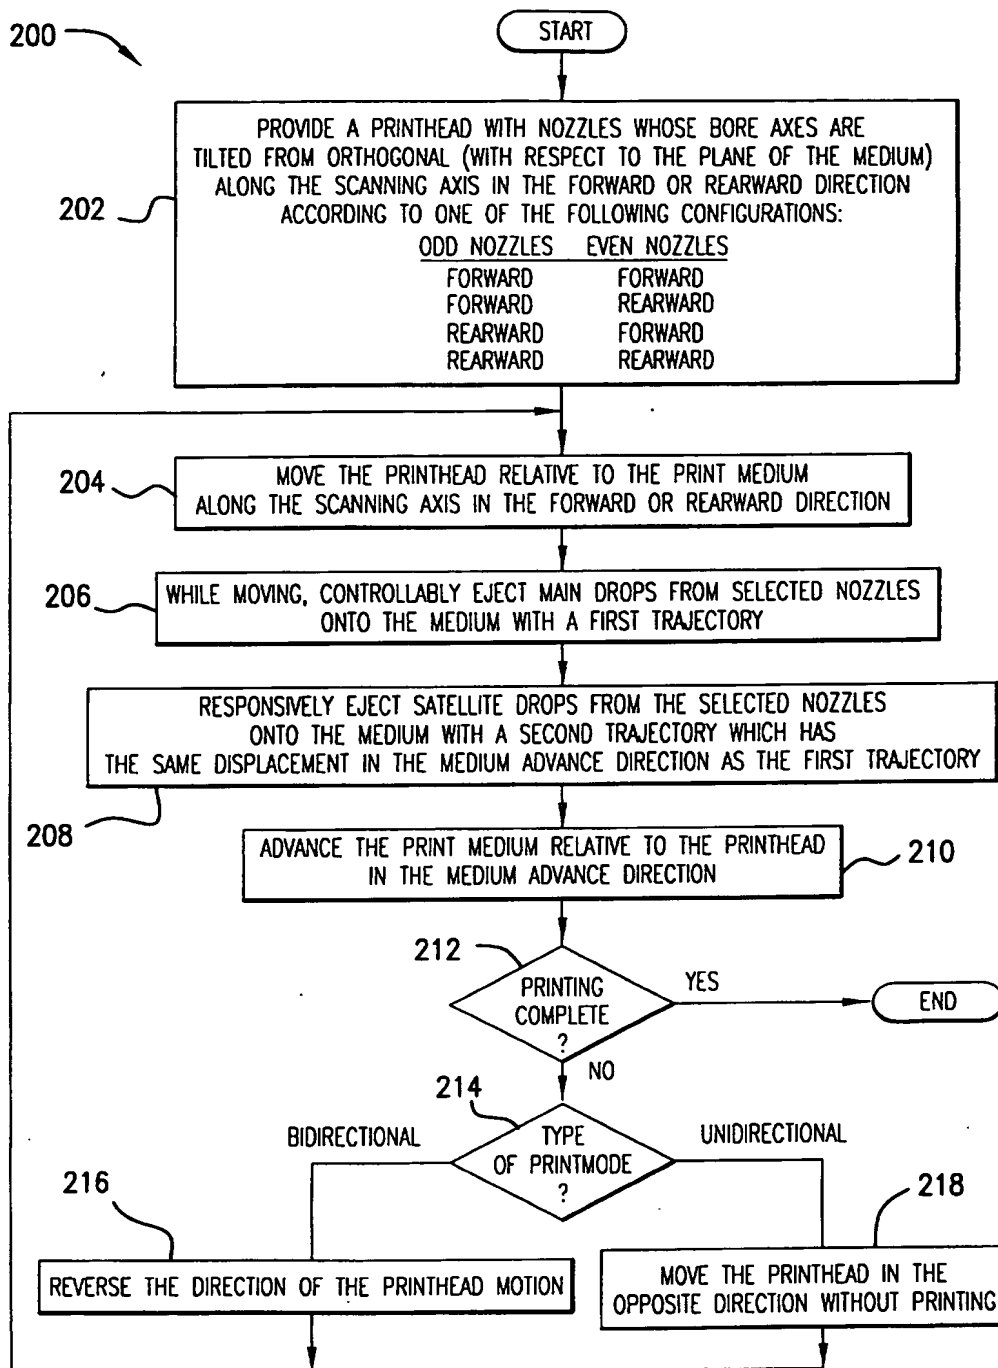 200
START
PROVIDE A PRINTHEAD WITH NOZZLES WHOSE BORE AXES ARE
TILTED FROM ORTHOGONAL (WITH RESPECT TO THE PLANE OF THE MEDIUM)
ALONG THE SCANNING AXIS IN THE FORWARD OR REARWARD DIRECTION
ACCORDING TO ONE OF THE FOLLOWING CONFIGURATIONS:
202
ODD NOZZLES EVEN NOZZLES
FORWARD FORWARD
FORWARD REARWARD
REARWARD FORWARD
REARWARD REARWARD
204
MOVE THE PRINTHEAD RELATIVE TO THE PRINT MEDIUM
ALONG THE SCANNING AXIS IN THE FORWARD OR REARWARD DIRECTION
206
WHILE MOVING, CONTROLLABLY EJECT MAIN DROPS FROM SELECTED NOZZLES
ONTO THE MEDIUM WITH A FIRST TRAJECTORY
RESPONSIVELY EJECT SATELLITE DROPS FROM THE SELECTED NOZZLES
ONTO THE MEDIUM WITH A SECOND TRAJECTORY WHICH HAS
THE SAME DISPLACEMENT IN THE MEDIUM ADVANCE DIRECTION AS THE FIRST TRAJECTORY
208
ADVANCE THE PRINT MEDIUM RELATIVE TO THE PRINTHEAD
IN THE MEDIUM ADVANCE DIRECTION
210
212
PRINTING
COMPLETE
?
YES
END
NO
214
BIDIRECTIONAL
TYPE
OF PRINTMODE
?
UNIDIRECTIONAL
216
REVERSE THE DIRECTION OF THE PRINTHEAD MOTION
218
MOVE THE PRINTHEAD IN THE
OPPOSITE DIRECTION WITHOUT PRINTING